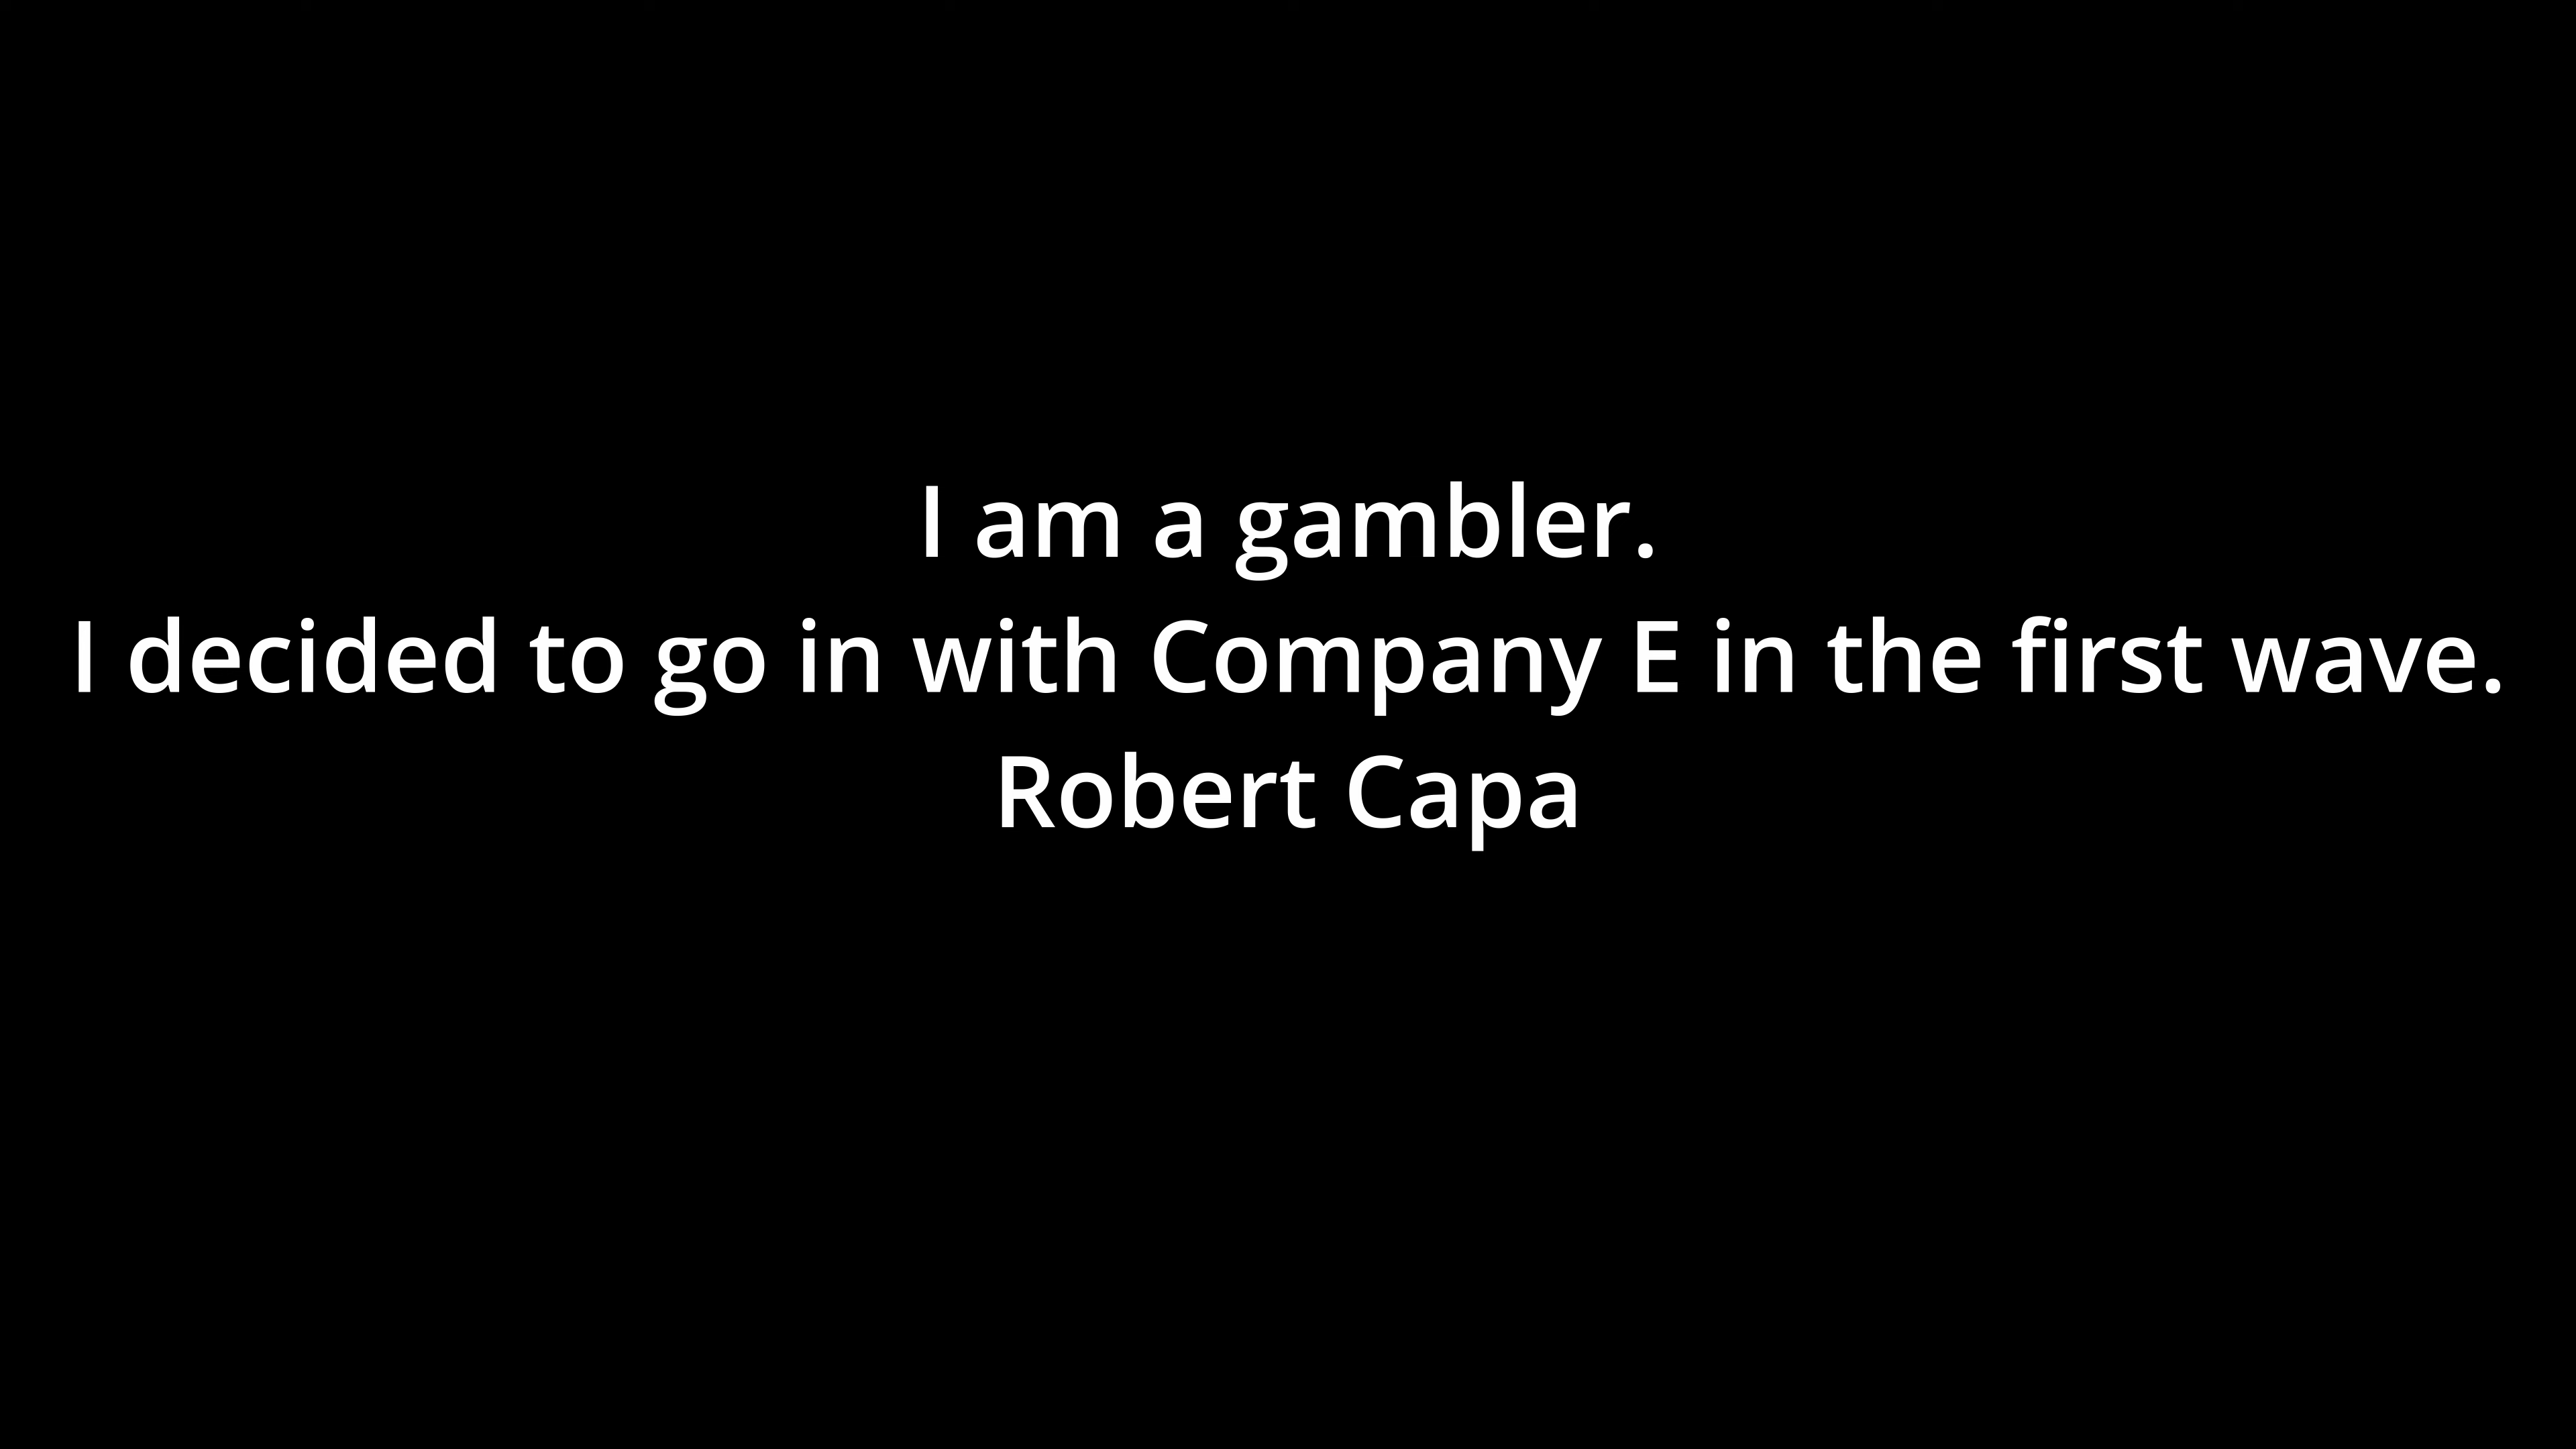 I am a gambler.
I decided to go in with Company E in the first wave.
Robert Capa